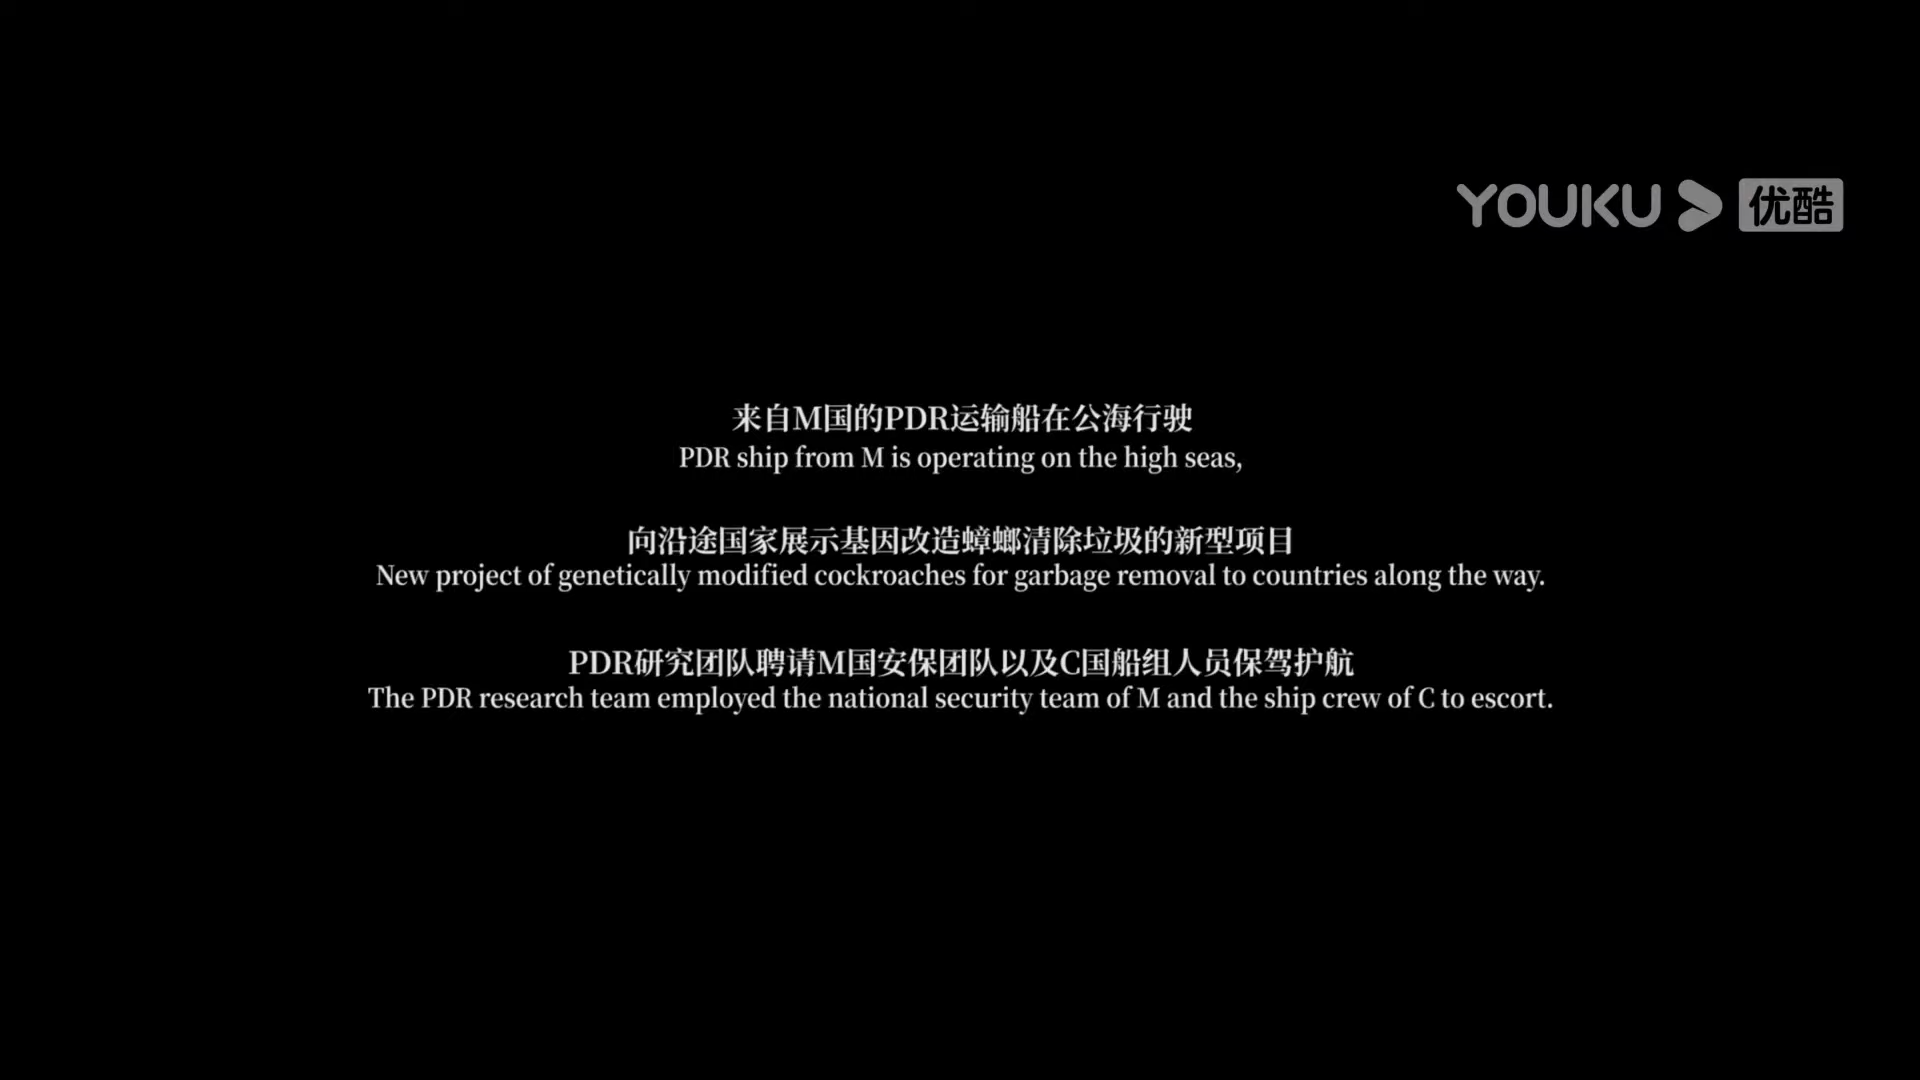 YOUKU 优酷
来自M国的PDR运输船在公海行驶
PDR ship from M is operating on the high seas,
向沿途国家展示基因改造蟑螂清除垃圾的新型项目
New project of genetically modified cockroaches for garbage removal to countries along the way.
PDR研究团队聘请M国安保团队以及C国船组人员保驾护航
The PDR research team employed the national security team of M and the ship crew of C to escort.